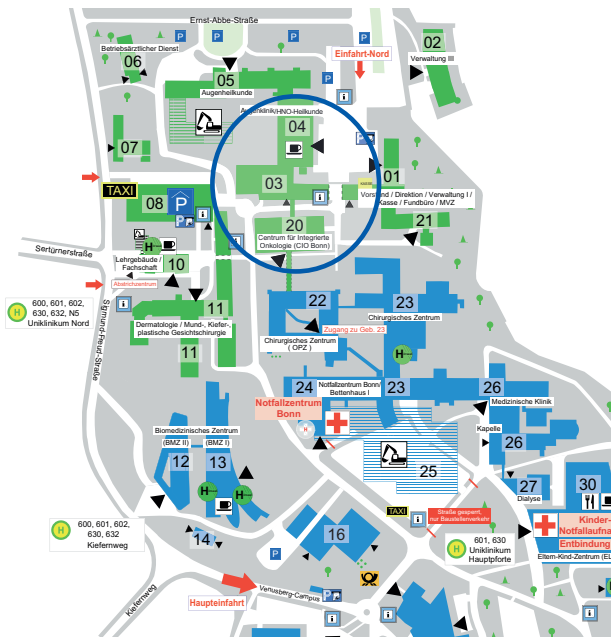 Ernst-Abbe-Straße
Betriebsärztlicher Dienst
06
05
Augenheilkunde
Einfahrt-Nord
02
Verwaltung III
Augenklinik/HNO-Heilkunde
04
07
03
01
Vorstand / Direktion / Verwaltung I /
Kasse / Fundbüro / MVZ
TAXI
08
P
20
Centrum für Integrierte
Onkologie (CIO Bonn)
21
Sertürnerstraße
H
Lehrgebäude /
Fachschaft
10
Abstrichzentrum
H
600, 601, 602,
630, 632, N5
Uniklinikum Nord
Sigmund-Freud-Straße
11
Dermatologie / Mund-, Kiefer-,
plastische Gesichtschirurgie
11
22
23
Chirurgisches Zentrum
Zugang zu Geb. 23
Chirurgisches Zentrum
( OPZ )
H
24
Notfallzentrum Bonn/
Bettenhaus I
23
26
Medizinische Klinik
Notfallzentrum
Bonn
H
Kapelle
26
Biomedizinisches Zentrum
(BMZ II)
(BMZ I)
12
13
25
27
Dialyse
30
H
H
TAXI
Straße gesperrt,
nur Baustellenverkehr
Kinder-
Notfallaufna
Entbindung
Eltern-Kind-Zentrum (EL
H
600, 601, 602,
630, 632
Kiefernweg
14
16
H
601, 630
Uniklinikum
Hauptpforte
P
Venusberg-Campus
Haupteinfahrt
Kiefernweg